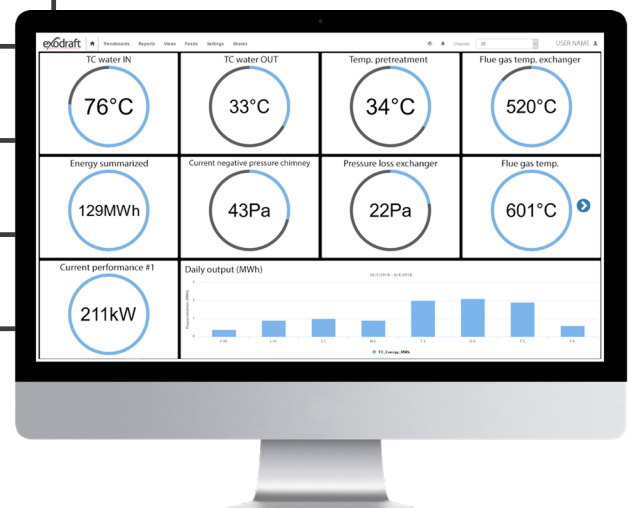 exodraft Trendboards Reports Views Feeds Settings Shares Channels USER NAME
TC water IN
76°C
TC water OUT
33°C
Temp. pretreatment
34°C
Flue gas temp. exchanger
520°C
Energy summarized
129MWh
Current negative pressure chimney
43Pa
Pressure loss exchanger
22Pa
Flue gas temp.
601°C
Current performance #1
211kW
Daily output (MWh)
TC_Energy_MWh